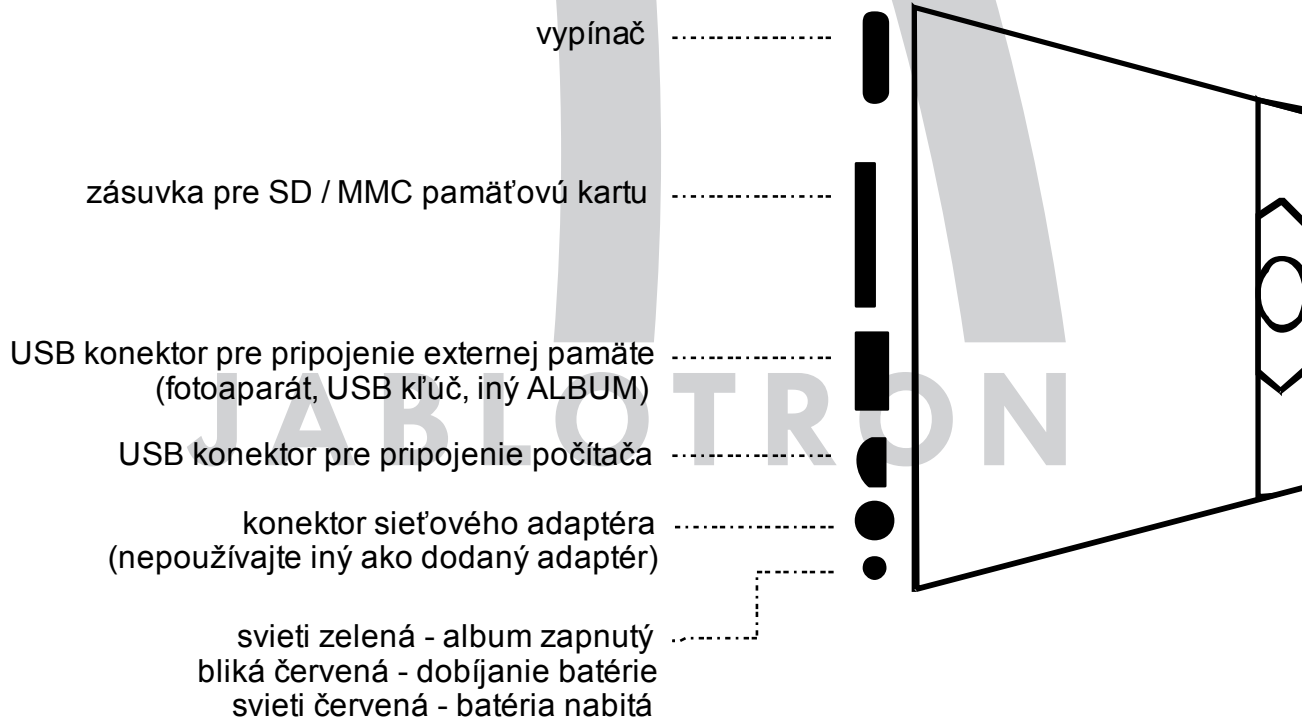 vypínač
zásuvka pre SD / MMC pamäťovú kartu
USB konektor pre pripojenie externej pamäte
(fotoaparát, USB kľúč, iný ALBUM)
JABLOTRON
USB konektor pre pripojenie počítača
konektor sieťového adaptéra
(nepoužívajte iný ako dodaný adaptér)
svieti zelená - album zapnutý
bliká červená - dobíjanie batérie
svieti červená - batéria nabitá